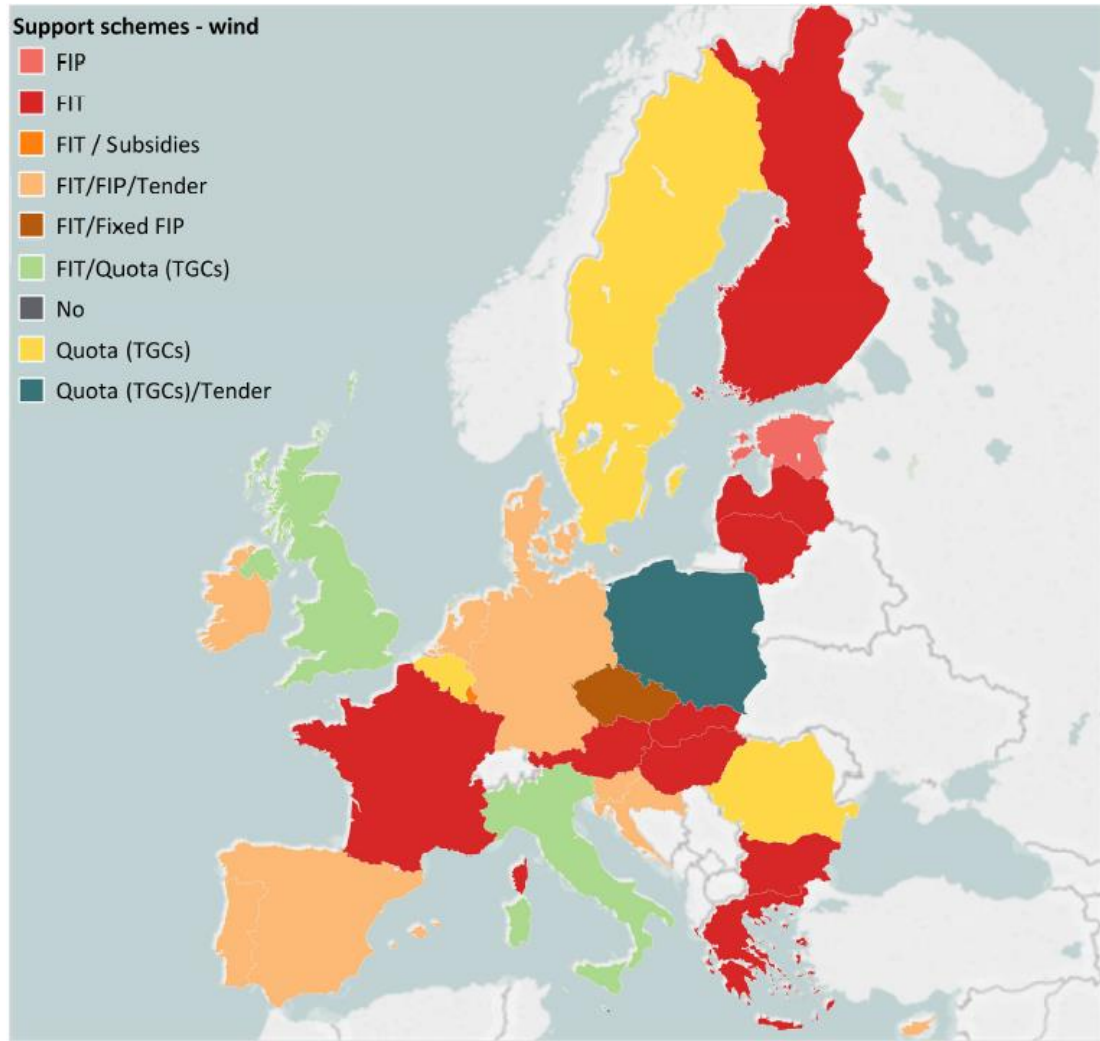 Support schemes - wind
FIP
FIT
FIT / Subsidies
FIT/FIP/Tender
FIT/Fixed FIP
FIT/Quota (TGCs)
No
Quota (TGCs)
Quota (TGCs)/Tender